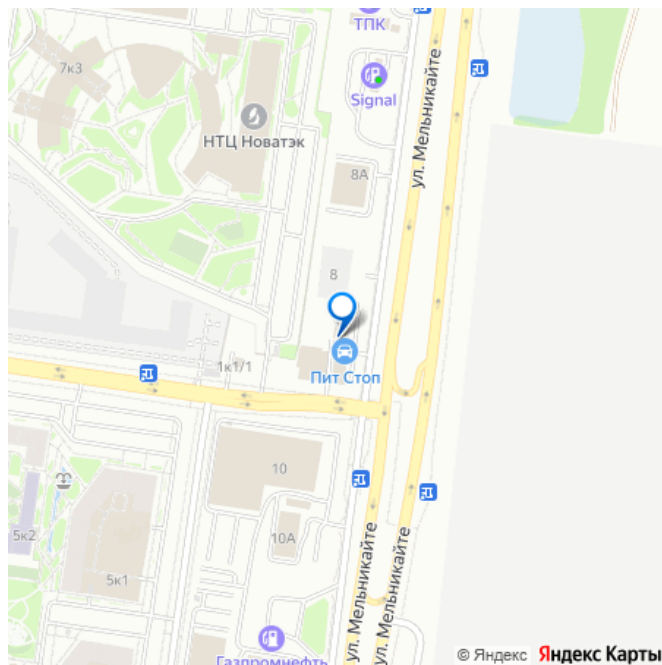 ТПК
7к3
Signal
НТЦ Новатэк
ул. Мельникайте
ул. Мельникайте
8А
8
1к1/1
Пит Стоп
10
10А
5к2
5к1
ул. Мельникайте
ул. Мельникайте
Газпромнефть
© Яндекс Яндекс Карты